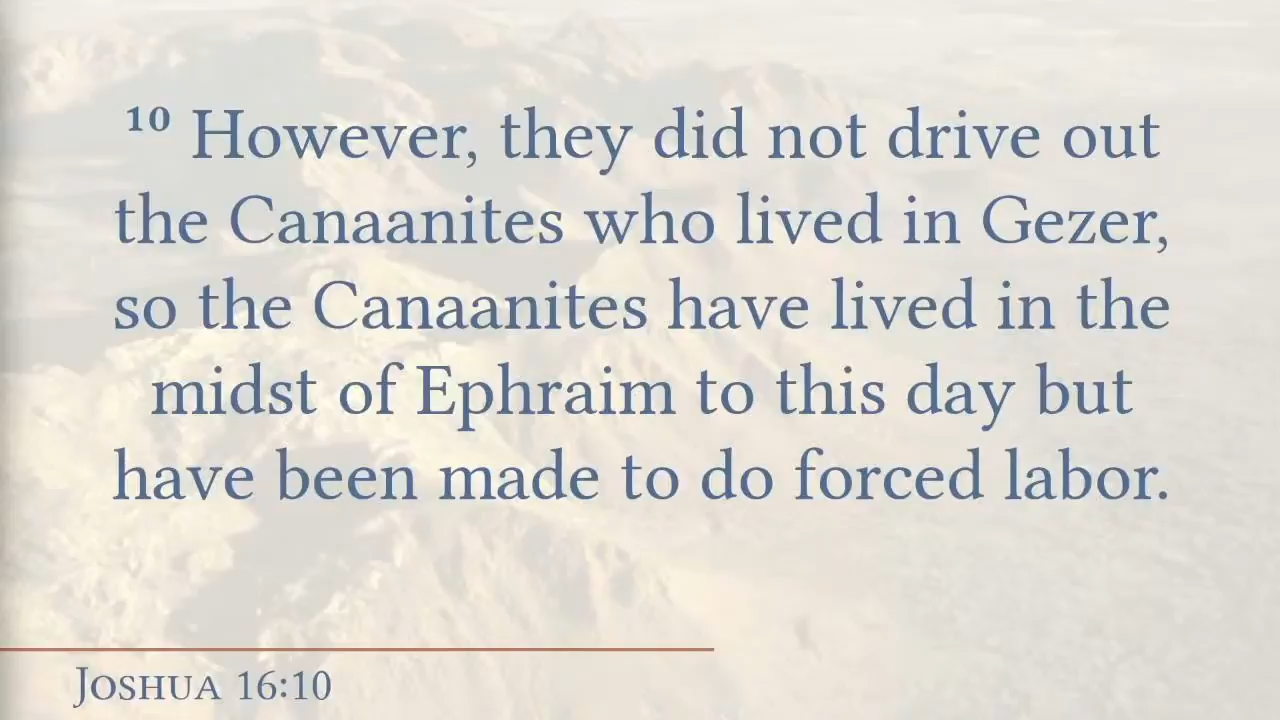 ¹⁰ However, they did not drive out
the Canaanites who lived in Gezer,
so the Canaanites have lived in the
midst of Ephraim to this day but
have been made to do forced labor.
Joshua 16:10